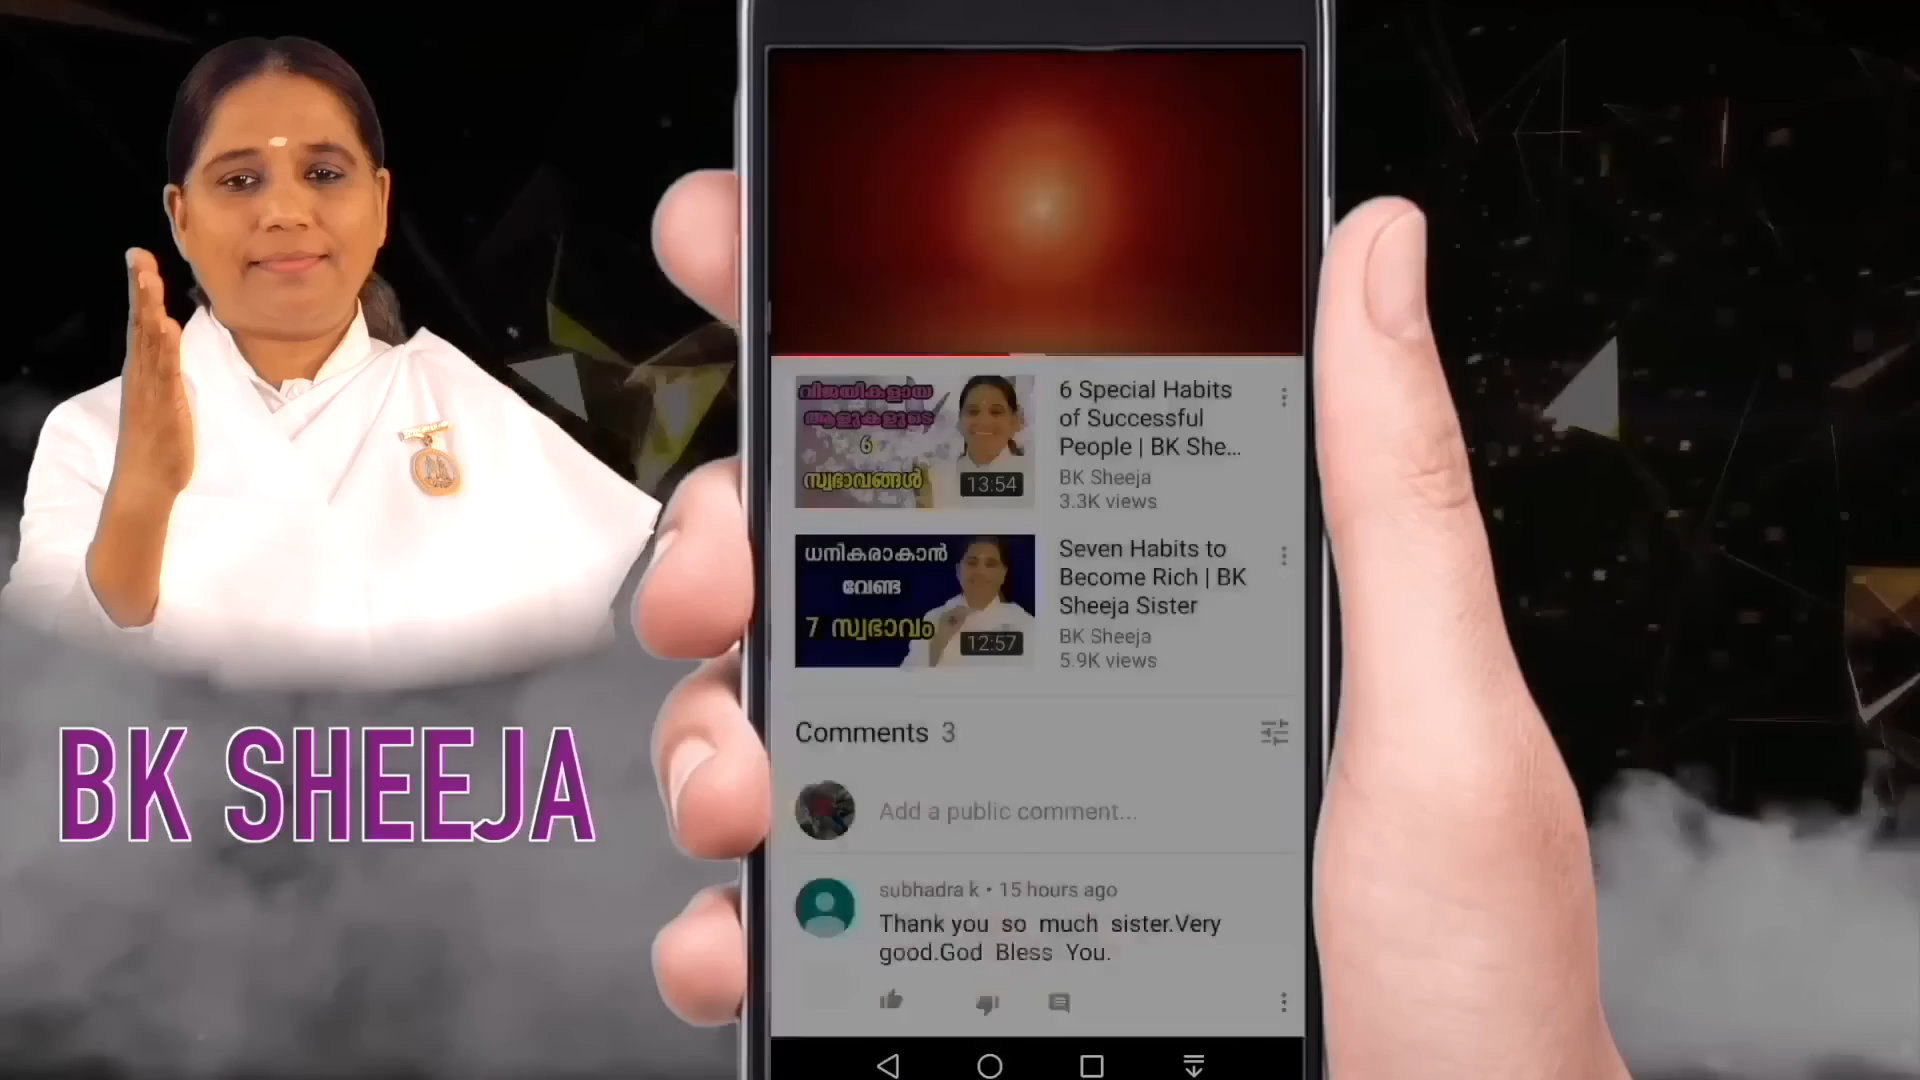 BK SHEEJA
വിജയികളായ
ആളുകളുടെ
6
സ്വഭാവങ്ങൾ
13:54
6 Special Habits
of Successful
People | BK She...
BK Sheeja
3.3K views
ധനികരാകാൻ
വേണ്ട
7 സ്വഭാവം
12:57
Seven Habits to
Become Rich | BK
Sheeja Sister
BK Sheeja
5.9K views
Comments 3
Add a public comment...
subhadra k • 15 hours ago
Thank you so much sister.Very
good.God Bless You.